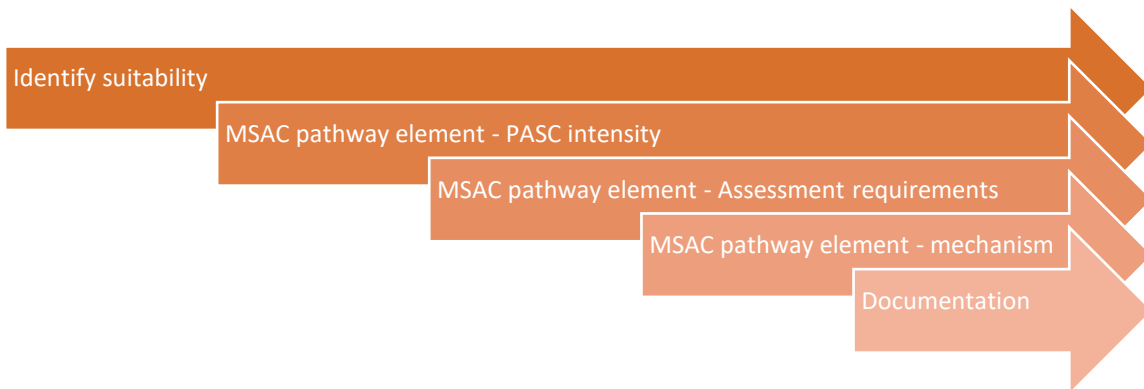 Identify suitability
MSAC pathway element - PASC intensity
MSAC pathway element - Assessment requirements
MSAC pathway element - mechanism
Documentation